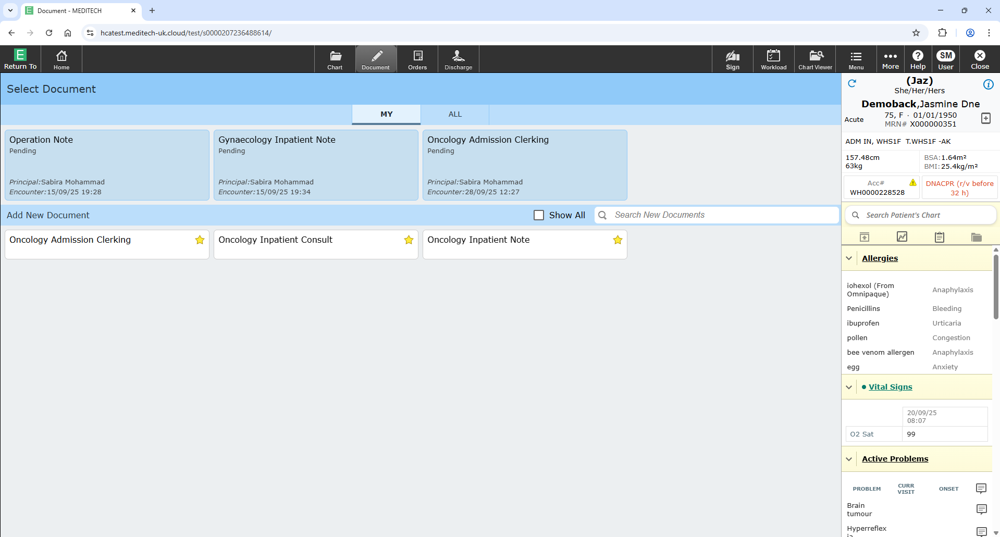 Document - MEDITECH
hcatest.meditech-uk.cloud/test/s0000207236488614/
E
Return To
Home
Chart
Document
Orders
Discharge
Sign
Workload
Chart Viewer
Menu
More
Help
SM
User
Close
Select Document
MY
ALL
Operation Note
Pending
Principal:Sabira Mohammad
Encounter:15/09/25 19:28
Gynaecology Inpatient Note
Pending
Principal:Sabira Mohammad
Encounter:15/09/25 19:34
Oncology Admission Clerking
Pending
Principal:Sabira Mohammad
Encounter:28/09/25 12:27
Add New Document
Show All
Search New Documents
Oncology Admission Clerking
Oncology Inpatient Consult
Oncology Inpatient Note
(Jaz)
She/Her/Hers
Demoback,Jasmine Dne
75, F · 01/01/1950
Acute
MRN# X000000351
ADM IN, WHS1F T.WHS1F -AK
157.48cm
63kg
BSA:1.64m²
BMI:25.4kg/m²
Acc#
WH0000228528
DNACPR (r/v before
32 h)
Search Patient's Chart
Allergies
iohexol (From
Omnipaque)
Anaphylaxis
Penicillins Bleeding
ibuprofen Urticaria
pollen Congestion
bee venom allergen Anaphylaxis
egg Anxiety
Vital Signs
20/09/25
08:07
O2 Sat 99
Active Problems
PROBLEM
CURR
VISIT
ONSET
Brain
tumour
Hyperreflex
ia